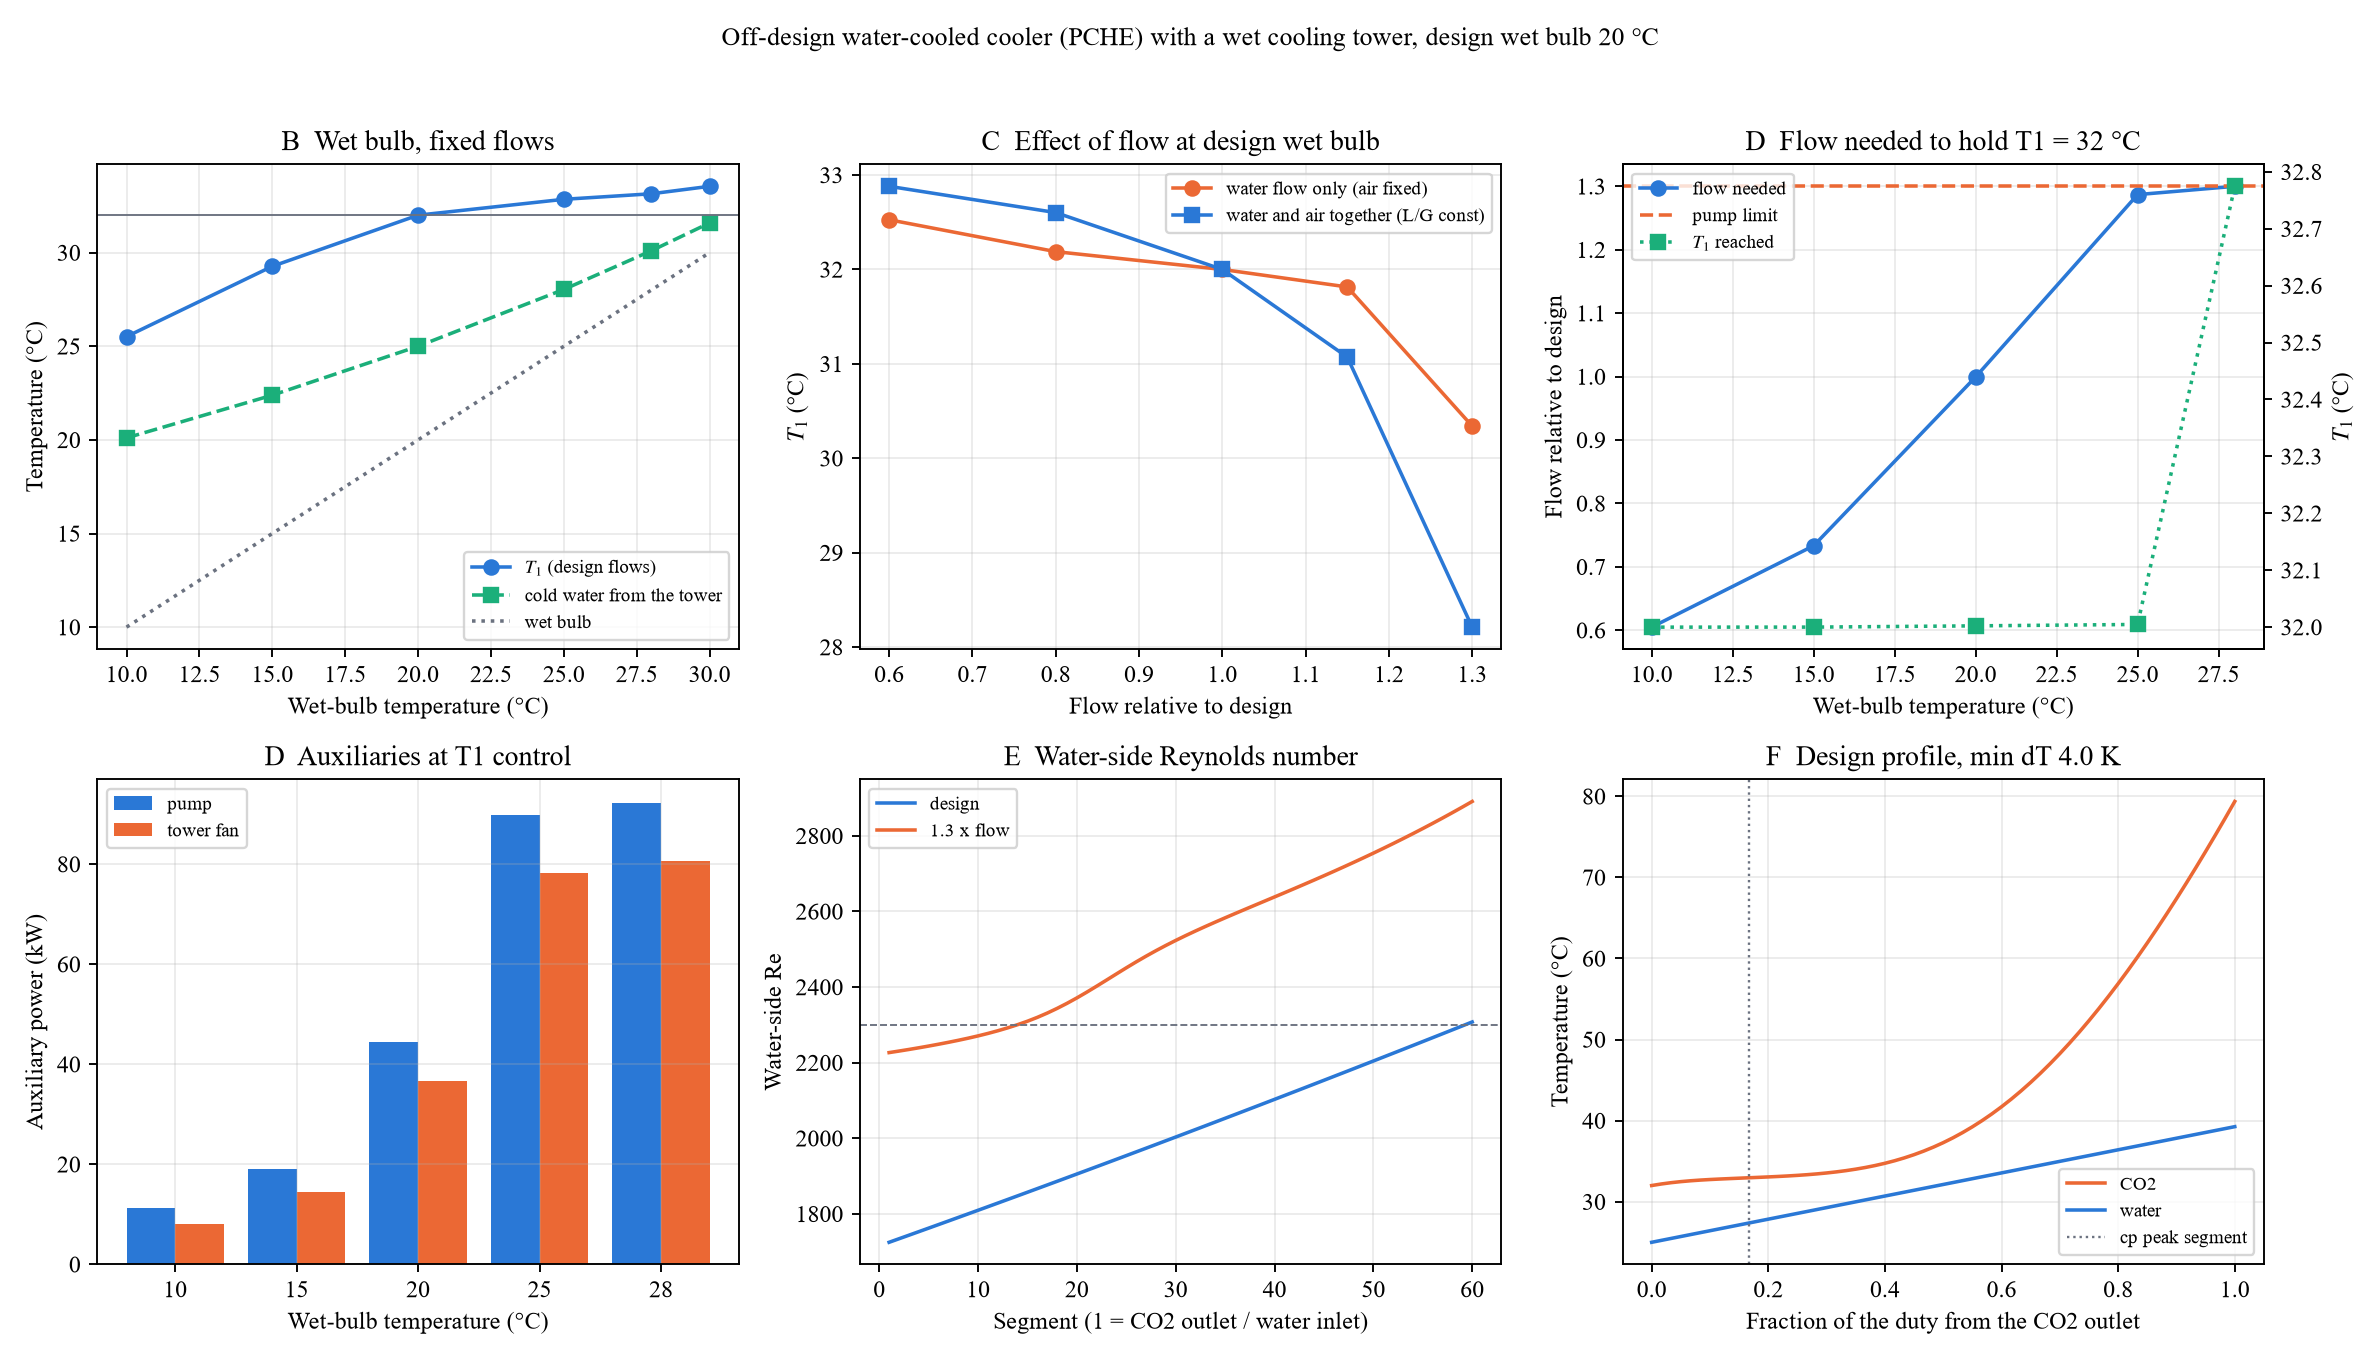 Off-design water-cooled cooler (PCHE) with a wet cooling tower, design wet bulb 20 °C
B Wet bulb, fixed flows
Temperature (°C)
30
25
20
15
10
T1 (design flows)
cold water from the tower
wet bulb
10.0 12.5 15.0 17.5 20.0 22.5 25.0 27.5 30.0
Wet-bulb temperature (°C)
C Effect of flow at design wet bulb
T1 (°C)
33
32
31
30
29
28
water flow only (air fixed)
water and air together (L/G const)
0.6 0.7 0.8 0.9 1.0 1.1 1.2 1.3
Flow relative to design
D Flow needed to hold T1 = 32 °C
Flow relative to design
1.3
1.2
1.1
1.0
0.9
0.8
0.7
0.6
flow needed
pump limit
T1 reached
32.8
32.7
32.6
32.5
32.4
32.3
32.2
32.1
32.0
T1 (°C)
10.0 12.5 15.0 17.5 20.0 22.5 25.0 27.5
Wet-bulb temperature (°C)
D Auxiliaries at T1 control
Auxiliary power (kW)
80
60
40
20
0
pump
tower fan
10 15 20 25 28
Wet-bulb temperature (°C)
E Water-side Reynolds number
Water-side Re
2800
2600
2400
2200
2000
1800
design
1.3 x flow
0 10 20 30 40 50 60
Segment (1 = CO2 outlet / water inlet)
F Design profile, min dT 4.0 K
Temperature (°C)
80
70
60
50
40
30
CO2
water
cp peak segment
0.0 0.2 0.4 0.6 0.8 1.0
Fraction of the duty from the CO2 outlet